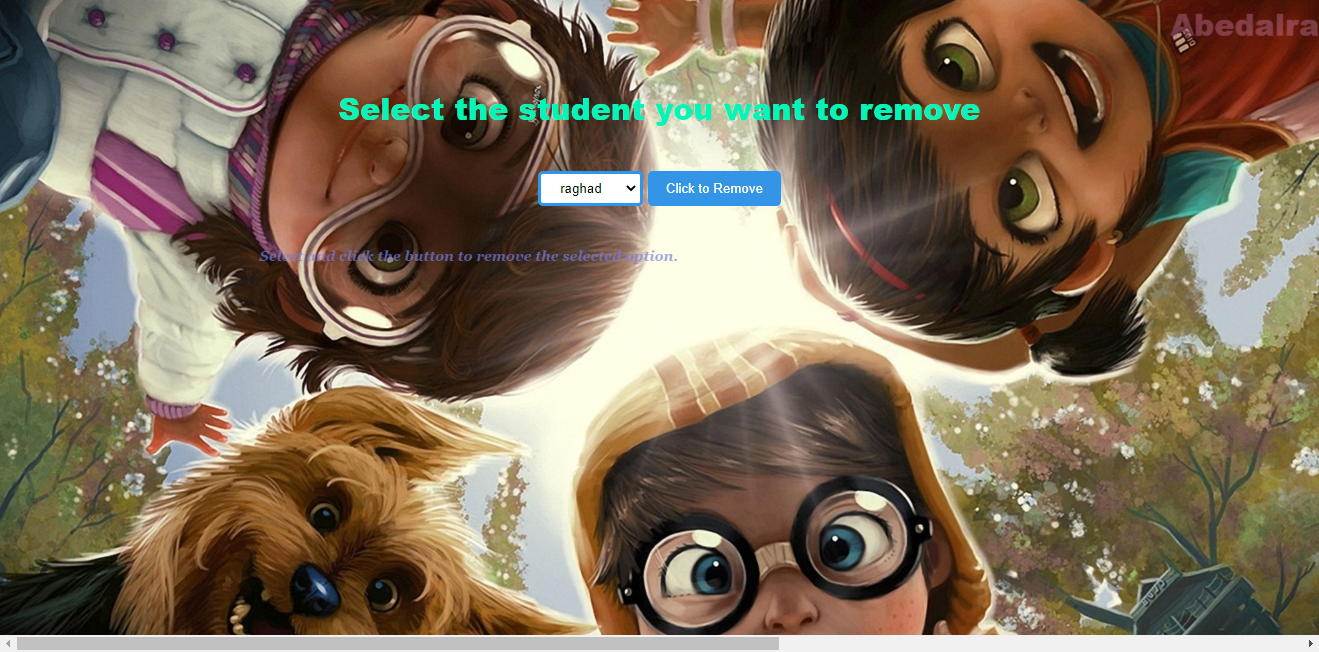 Abedalra
Select the student you want to remove
raghad
Click to Remove
Select and click the button to remove the selected option.